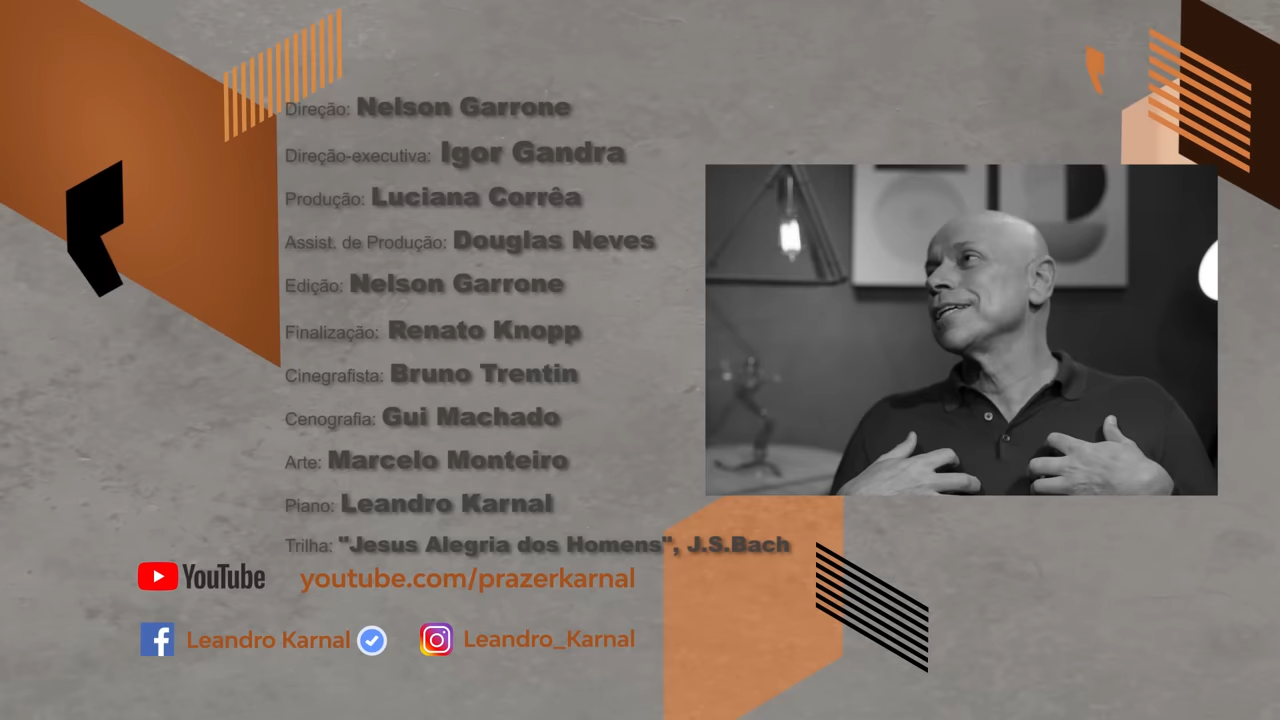 Direção: Nelson Garrone
Direção-executiva: Igor Gandra
Produção: Luciana Corrêa
Assist. de Produção: Douglas Neves
Edição: Nelson Garrone
Finalização: Renato Knopp
Cinegrafista: Bruno Trentin
Cenografia: Gui Machado
Arte: Marcelo Monteiro
Piano: Leandro Karnal
Trilha: "Jesus Alegria dos Homens", J.S.Bach
YouTube youtube.com/prazerkarnal
f Leandro Karnal Leandro_Karnal